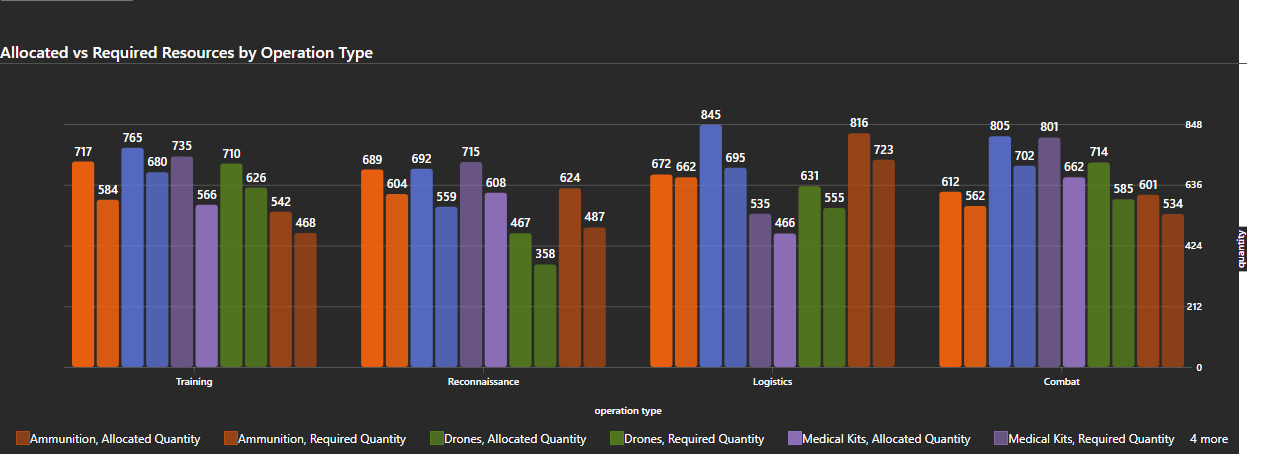 Allocated vs Required Resources by Operation Type
717 584 765 680 735 566 710 626 542 468
689 604 692 559 715 608 467 358 624 487
672 662 845 695 535 466 631 555 816 723
612 562 805 702 801 662 714 585 601 534
848
636
424
212
0
quantity
Training Reconnaissance Logistics Combat
operation type
Ammunition, Allocated Quantity Ammunition, Required Quantity Drones, Allocated Quantity Drones, Required Quantity Medical Kits, Allocated Quantity Medical Kits, Required Quantity 4 more